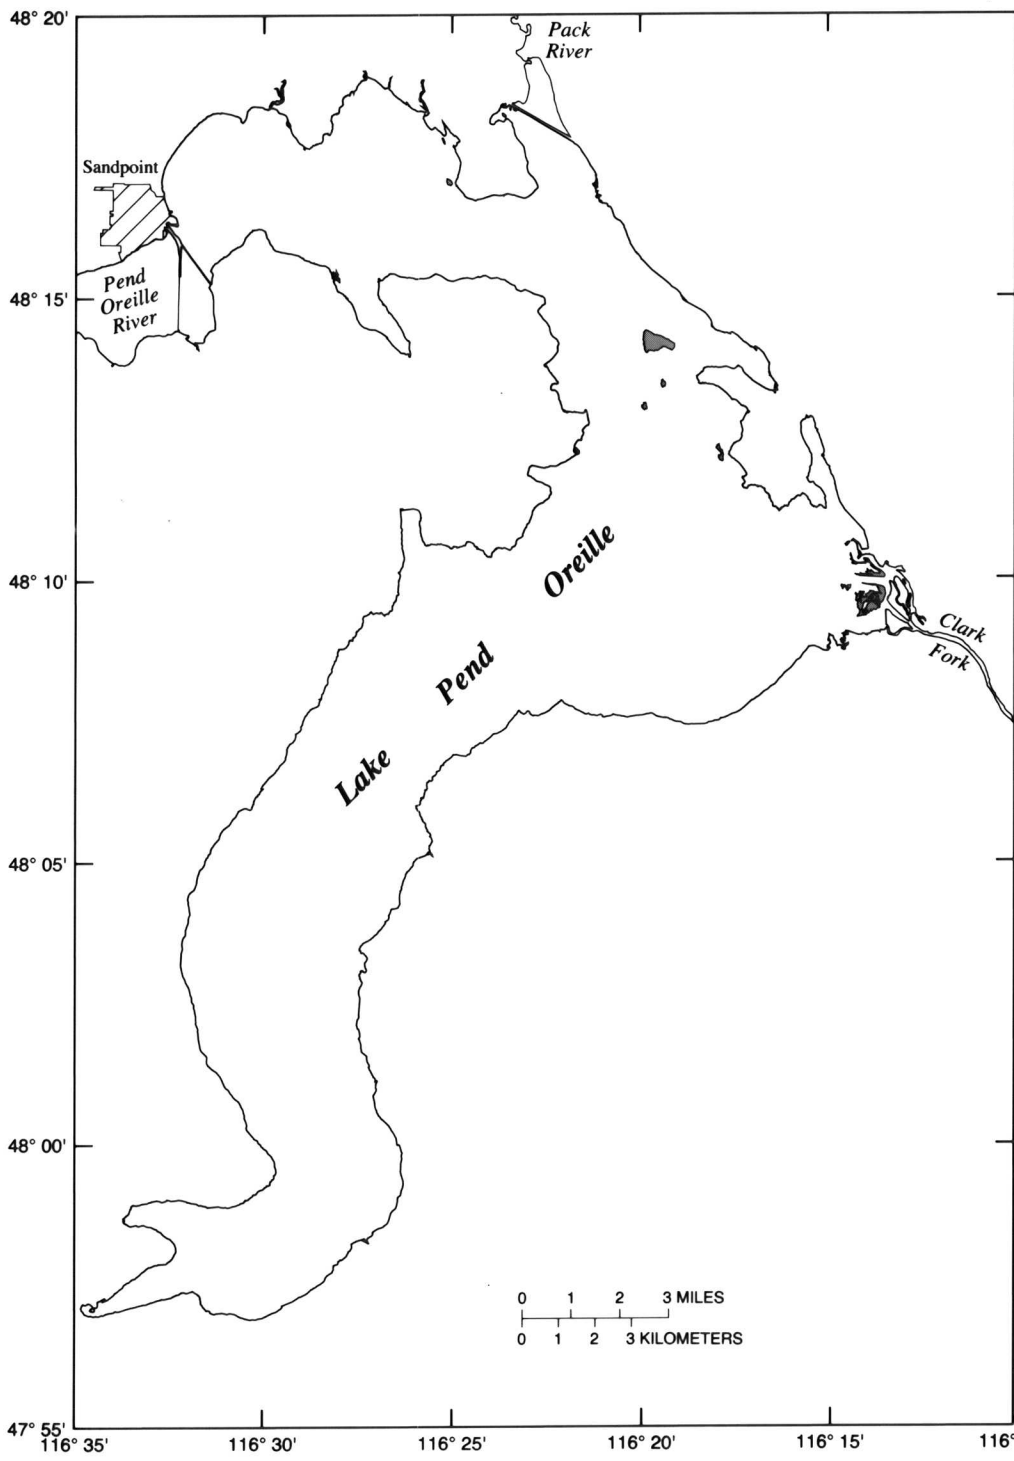 48° 20'
Pack
River
Sandpoint
Pend
Oreille
River
48° 15'
Oreille
48° 10'
Clark
Fork
Pend
Lake
48° 05'
48° 00'
0 1 2 3 MILES
0 1 2 3 KILOMETERS
47° 55'
116° 35' 116° 30' 116° 25' 116° 20' 116° 15' 116°